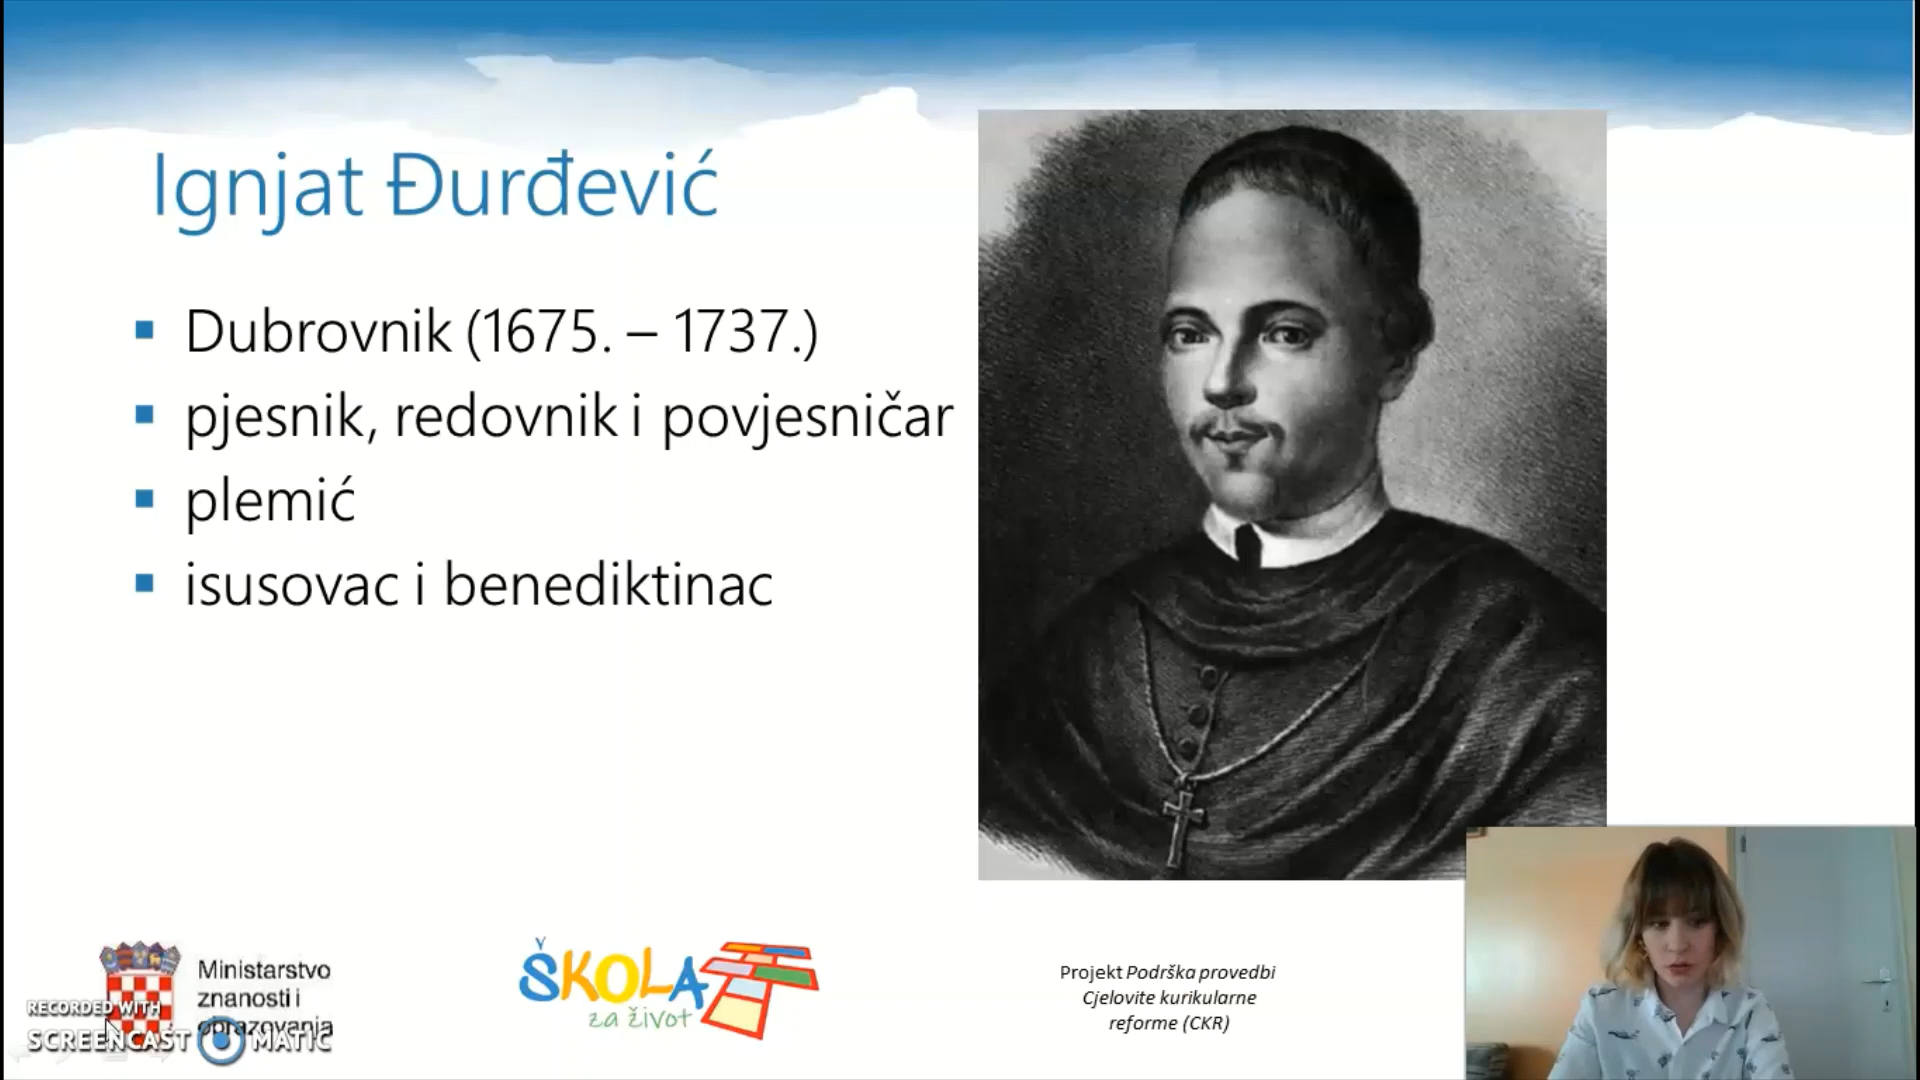 Ignjat Đurđević
Dubrovnik (1675. – 1737.)
pjesnik, redovnik i povjesničar
plemić
isusovac i benediktinac
Ministarstvo
znanosti i
obrazovanja
RECORDED WITH
SCREENCAST MATIC
ŠKOLA
za život
Projekt Podrška provedbi
Cjelovite kurikularne
reforme (CKR)